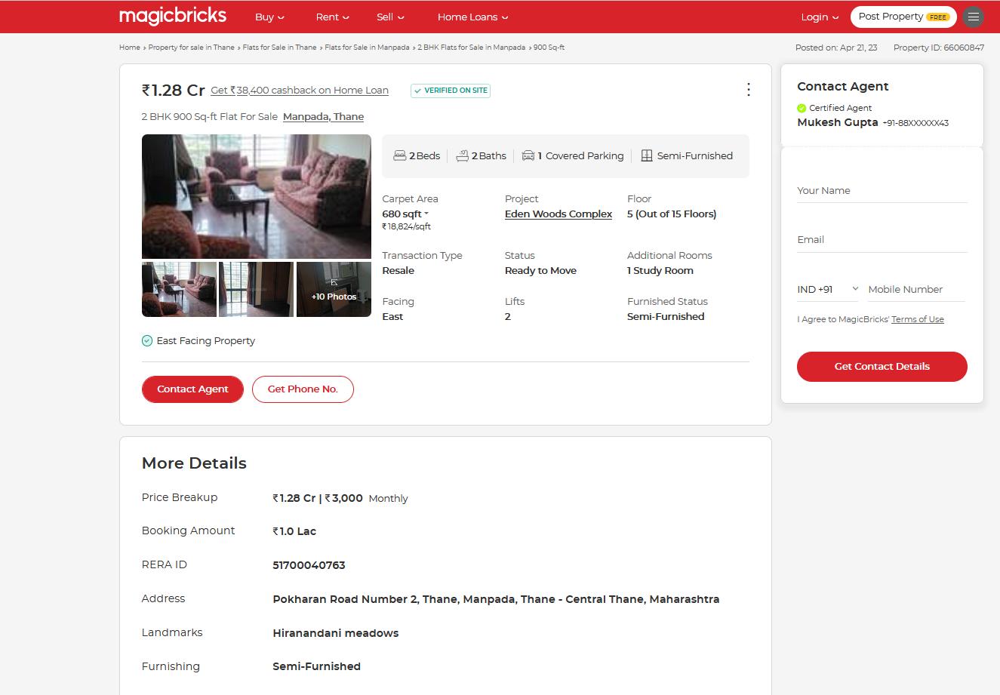 magicbricks
Buy
Rent
Sell
Home Loans
Login
Post Property FREE
Home › Property for sale in Thane › Flats for Sale in Thane › Flats for Sale in Manpada › 2 BHK Flats for Sale in Manpada › 900 Sq-ft
Posted on: Apr 21, 23 Property ID: 66060847
₹1.28 Cr Get ₹38,400 cashback on Home Loan VERIFIED ON SITE
2 BHK 900 Sq-ft Flat For Sale Manpada, Thane
2 Beds 2 Baths 1 Covered Parking Semi-Furnished
Carpet Area
680 sqft
₹18,824/sqft
Project
Eden Woods Complex
Floor
5 (Out of 15 Floors)
Transaction Type
Resale
Status
Ready to Move
Additional Rooms
1 Study Room
Facing
East
Lifts
2
Furnished Status
Semi-Furnished
+10 Photos
East Facing Property
Contact Agent
Get Phone No.
Contact Agent
Certified Agent
Mukesh Gupta +91-88XXXXXX43
Your Name
Email
IND +91 Mobile Number
I Agree to MagicBricks' Terms of Use
Get Contact Details
More Details
Price Breakup ₹1.28 Cr | ₹3,000 Monthly
Booking Amount ₹1.0 Lac
RERA ID 51700040763
Address Pokharan Road Number 2, Thane, Manpada, Thane - Central Thane, Maharashtra
Landmarks Hiranandani meadows
Furnishing Semi-Furnished